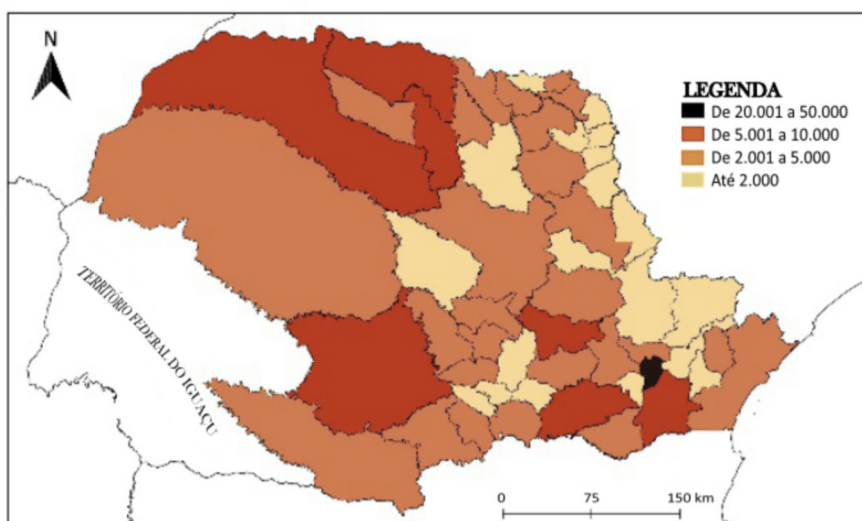 N
LEGENDA
De 20.001 a 50.000
De 5.001 a 10.000
De 2.001 a 5.000
Até 2.000
TERRITÓRIO FEDERAL DO IGUAÇU
0 75 150 km